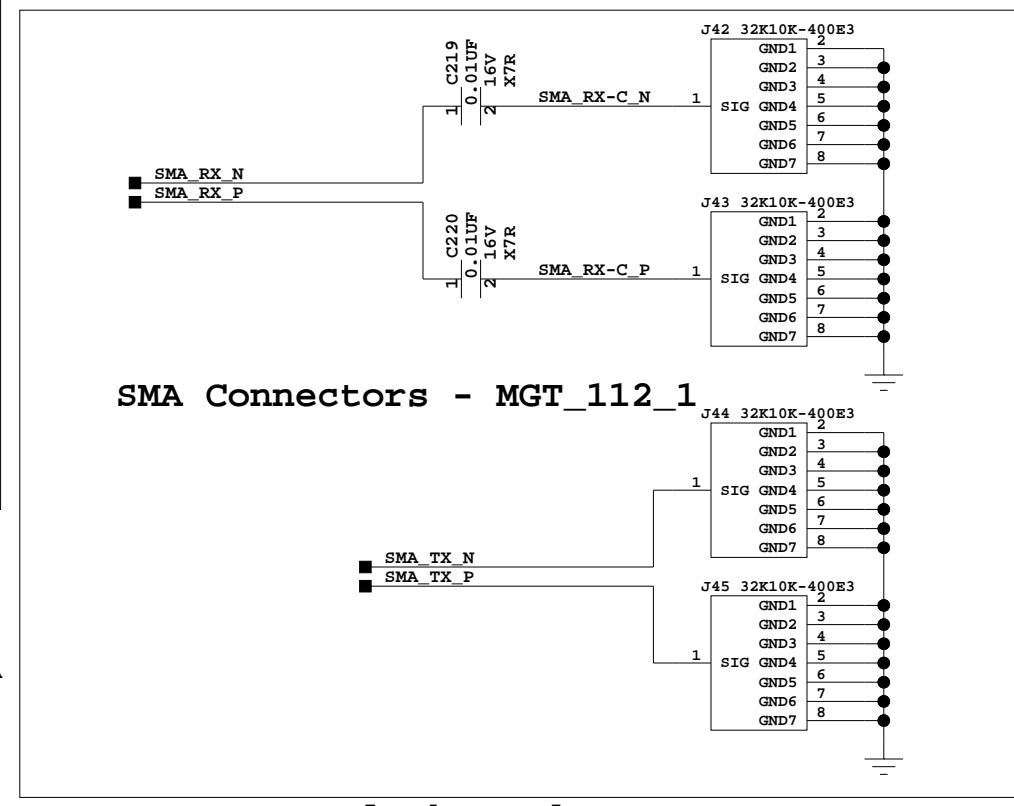 J42 32K10K-400E3
C219
0.01UF
16V
X7R
1
2
SMA_RX-C_N
1
SIG
GND1 2
GND2 3
GND3 4
GND4 5
GND5 6
GND6 7
GND7 8
SMA_RX_N
SMA_RX_P
J43 32K10K-400E3
C220
0.01UF
16V
X7R
1
2
SMA_RX-C_P
1
SIG
GND1 2
GND2 3
GND3 4
GND4 5
GND5 6
GND6 7
GND7 8
SMA Connectors - MGT_112_1
J44 32K10K-400E3
1
SIG
GND1 2
GND2 3
GND3 4
GND4 5
GND5 6
GND6 7
GND7 8
SMA_TX_N
SMA_TX_P
J45 32K10K-400E3
1
SIG
GND1 2
GND2 3
GND3 4
GND4 5
GND5 6
GND6 7
GND7 8